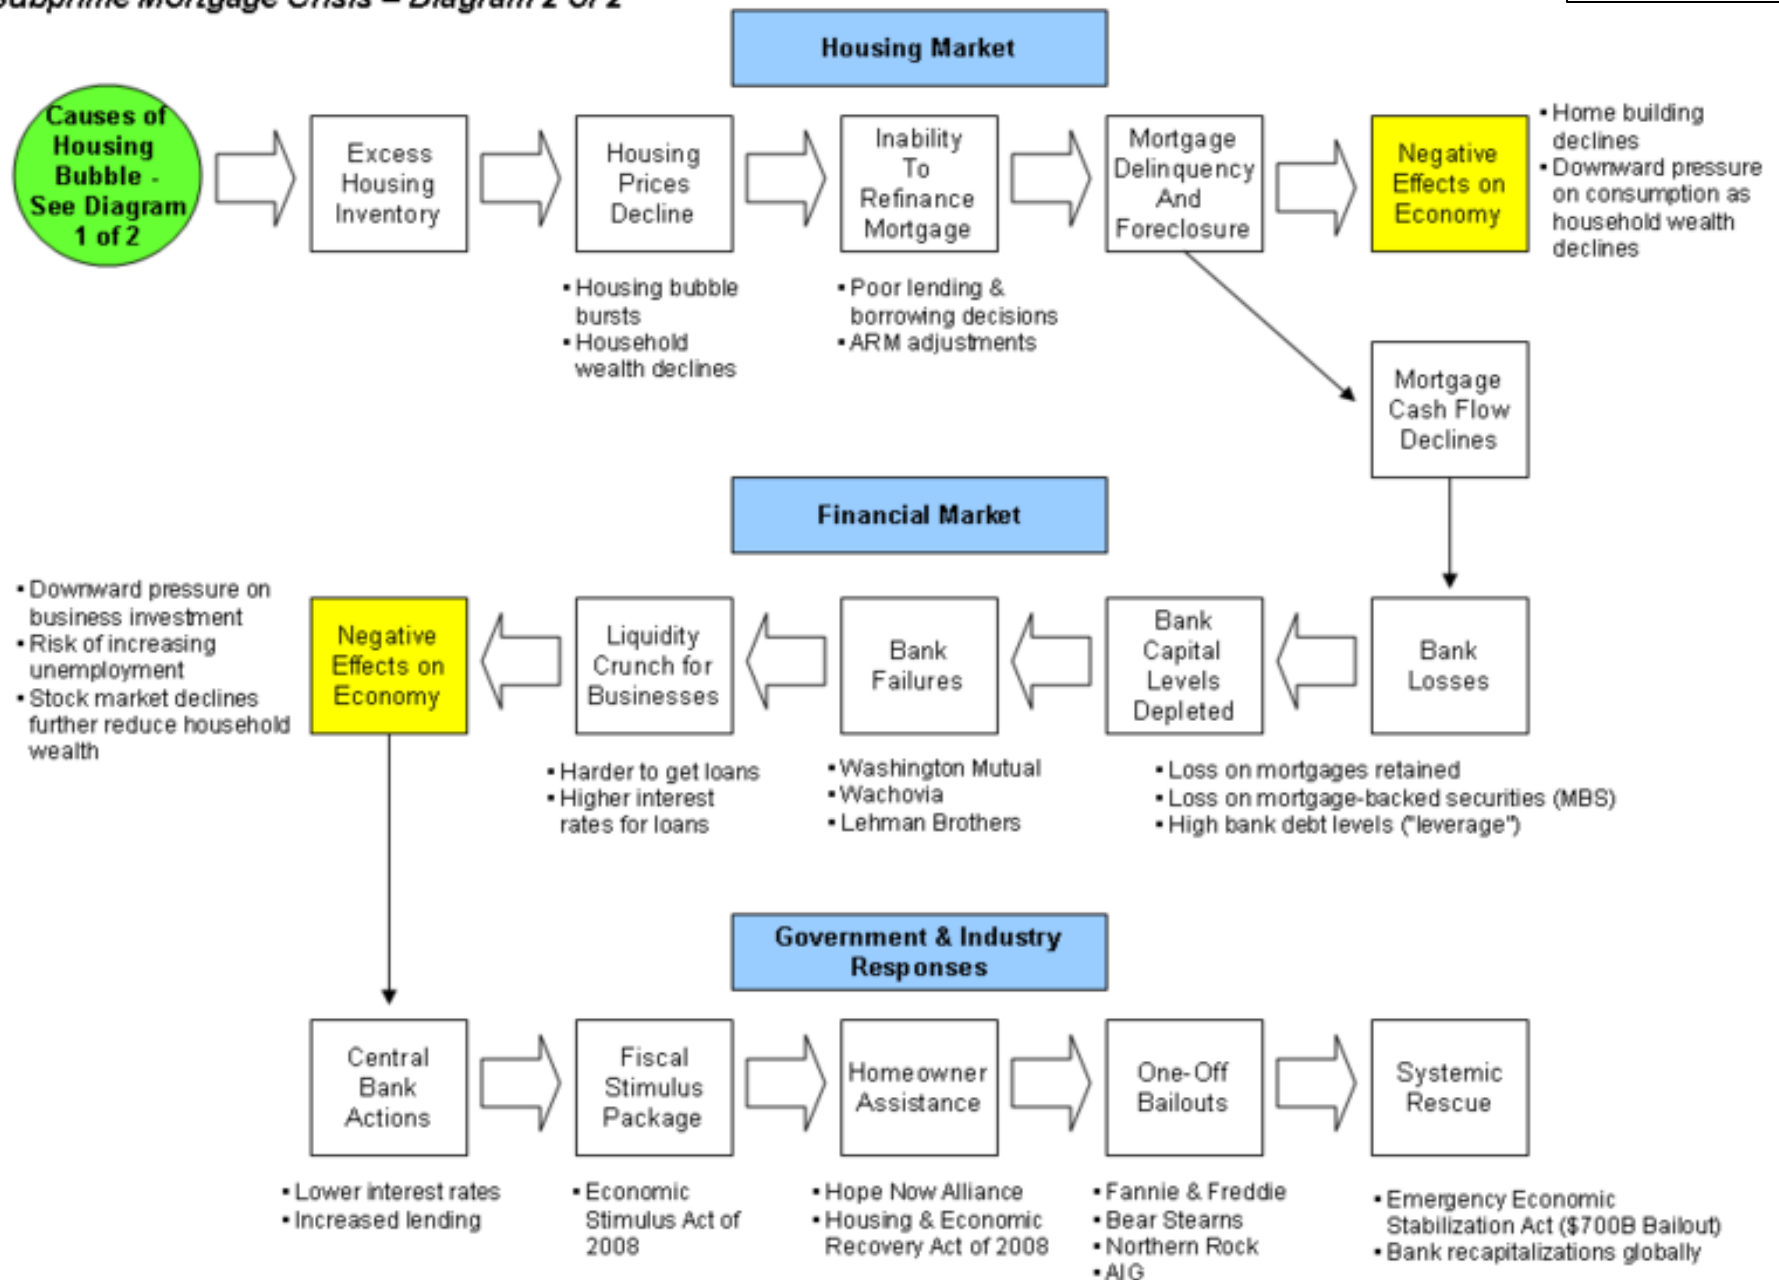 Subprime Mortgage Crisis – Diagram 2 of 2
Housing Market
Causes of
Housing
Bubble -
See Diagram
1 of 2
Excess
Housing
Inventory
Housing
Prices
Decline
Inability
To
Refinance
Mortgage
Mortgage
Delinquency
And
Foreclosure
Negative
Effects on
Economy
▪ Home building
declines
▪ Downward pressure
on consumption as
household wealth
declines
▪ Housing bubble
bursts
▪ Household
wealth declines
▪ Poor lending &
borrowing decisions
▪ ARM adjustments
Mortgage
Cash Flow
Declines
Financial Market
▪ Downward pressure on
business investment
▪ Risk of increasing
unemployment
▪ Stock market declines
further reduce household
wealth
Negative
Effects on
Economy
Liquidity
Crunch for
Businesses
Bank
Failures
Bank
Capital
Levels
Depleted
Bank
Losses
▪ Harder to get loans
▪ Higher interest
rates for loans
▪ Washington Mutual
▪ Wachovia
▪ Lehman Brothers
▪ Loss on mortgages retained
▪ Loss on mortgage-backed securities (MBS)
▪ High bank debt levels ("leverage")
Government & Industry
Responses
Central
Bank
Actions
Fiscal
Stimulus
Package
Homeowner
Assistance
One-Off
Bailouts
Systemic
Rescue
▪ Lower interest rates
▪ Increased lending
▪ Economic
Stimulus Act of
2008
▪ Hope Now Alliance
▪ Housing & Economic
Recovery Act of 2008
▪ Fannie & Freddie
▪ Bear Stearns
▪ Northern Rock
▪ AIG
▪ Emergency Economic
Stabilization Act ($700B Bailout)
▪ Bank recapitalizations globally